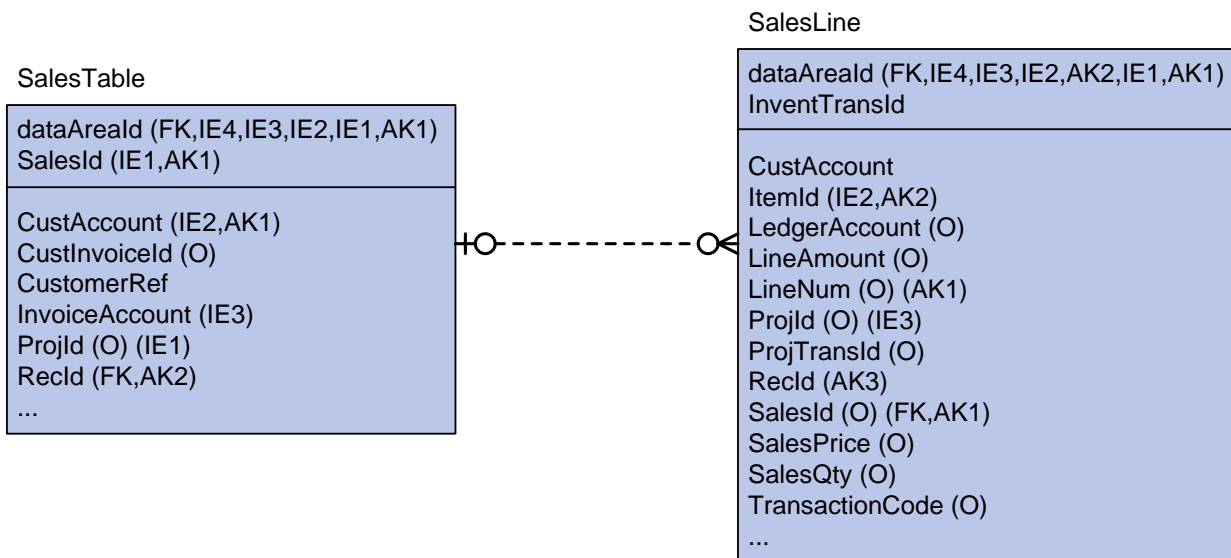 SalesTable
dataAreaId (FK,IE4,IE3,IE2,IE1,AK1)
SalesId (IE1,AK1)
CustAccount (IE2,AK1)
CustInvoiceId (O)
CustomerRef
InvoiceAccount (IE3)
ProjId (O) (IE1)
RecId (FK,AK2)
...
SalesLine
dataAreaId (FK,IE4,IE3,IE2,AK2,IE1,AK1)
InventTransId
CustAccount
ItemId (IE2,AK2)
LedgerAccount (O)
LineAmount (O)
LineNum (O) (AK1)
ProjId (O) (IE3)
ProjTransId (O)
RecId (AK3)
SalesId (O) (FK,AK1)
SalesPrice (O)
SalesQty (O)
TransactionCode (O)
...